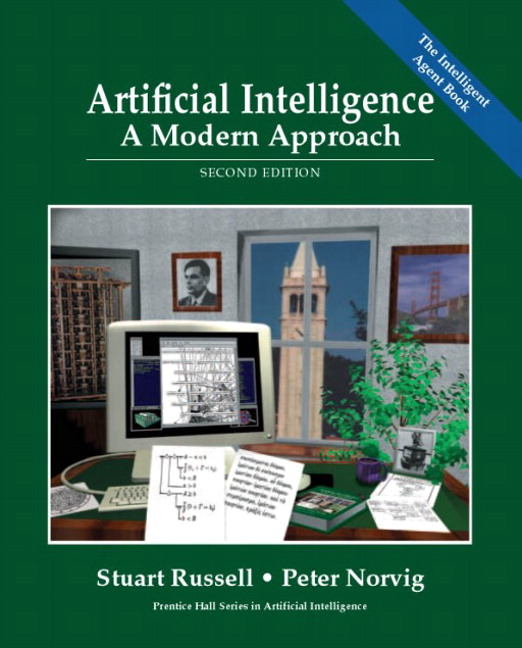 The Intelligent
Agent Book
Artificial Intelligence
A Modern Approach
SECOND EDITION
Stuart Russell • Peter Norvig
Prentice Hall Series in Artificial Intelligence